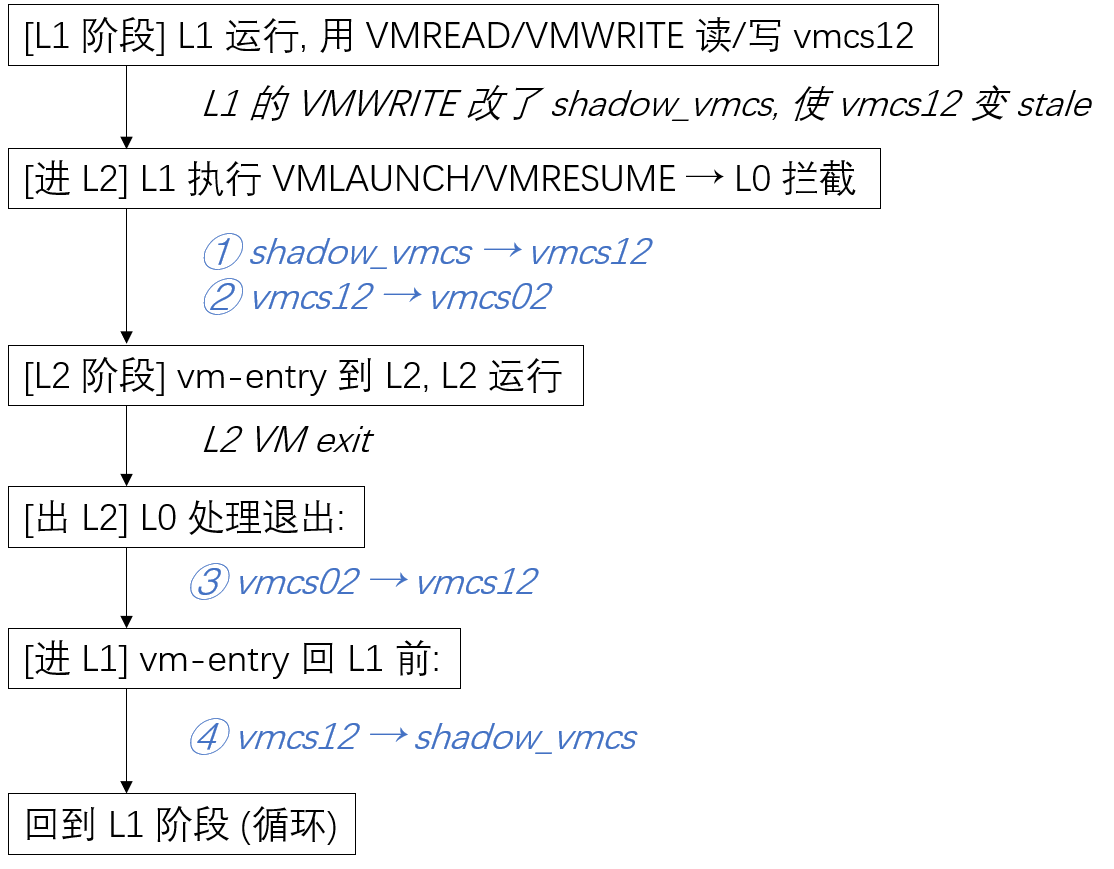 [L1 阶段] L1 运行, 用 VMREAD/VMWRITE 读/写 vmcs12
L1 的 VMWRITE 改了 shadow_vmcs, 使 vmcs12 变 stale
[进 L2] L1 执行 VMLAUNCH/VMRESUME → L0 拦截
① shadow_vmcs → vmcs12
② vmcs12 → vmcs02
[L2 阶段] vm-entry 到 L2, L2 运行
L2 VM exit
[出 L2] L0 处理退出:
③ vmcs02 → vmcs12
[进 L1] vm-entry 回 L1 前:
④ vmcs12 → shadow_vmcs
回到 L1 阶段 (循环)